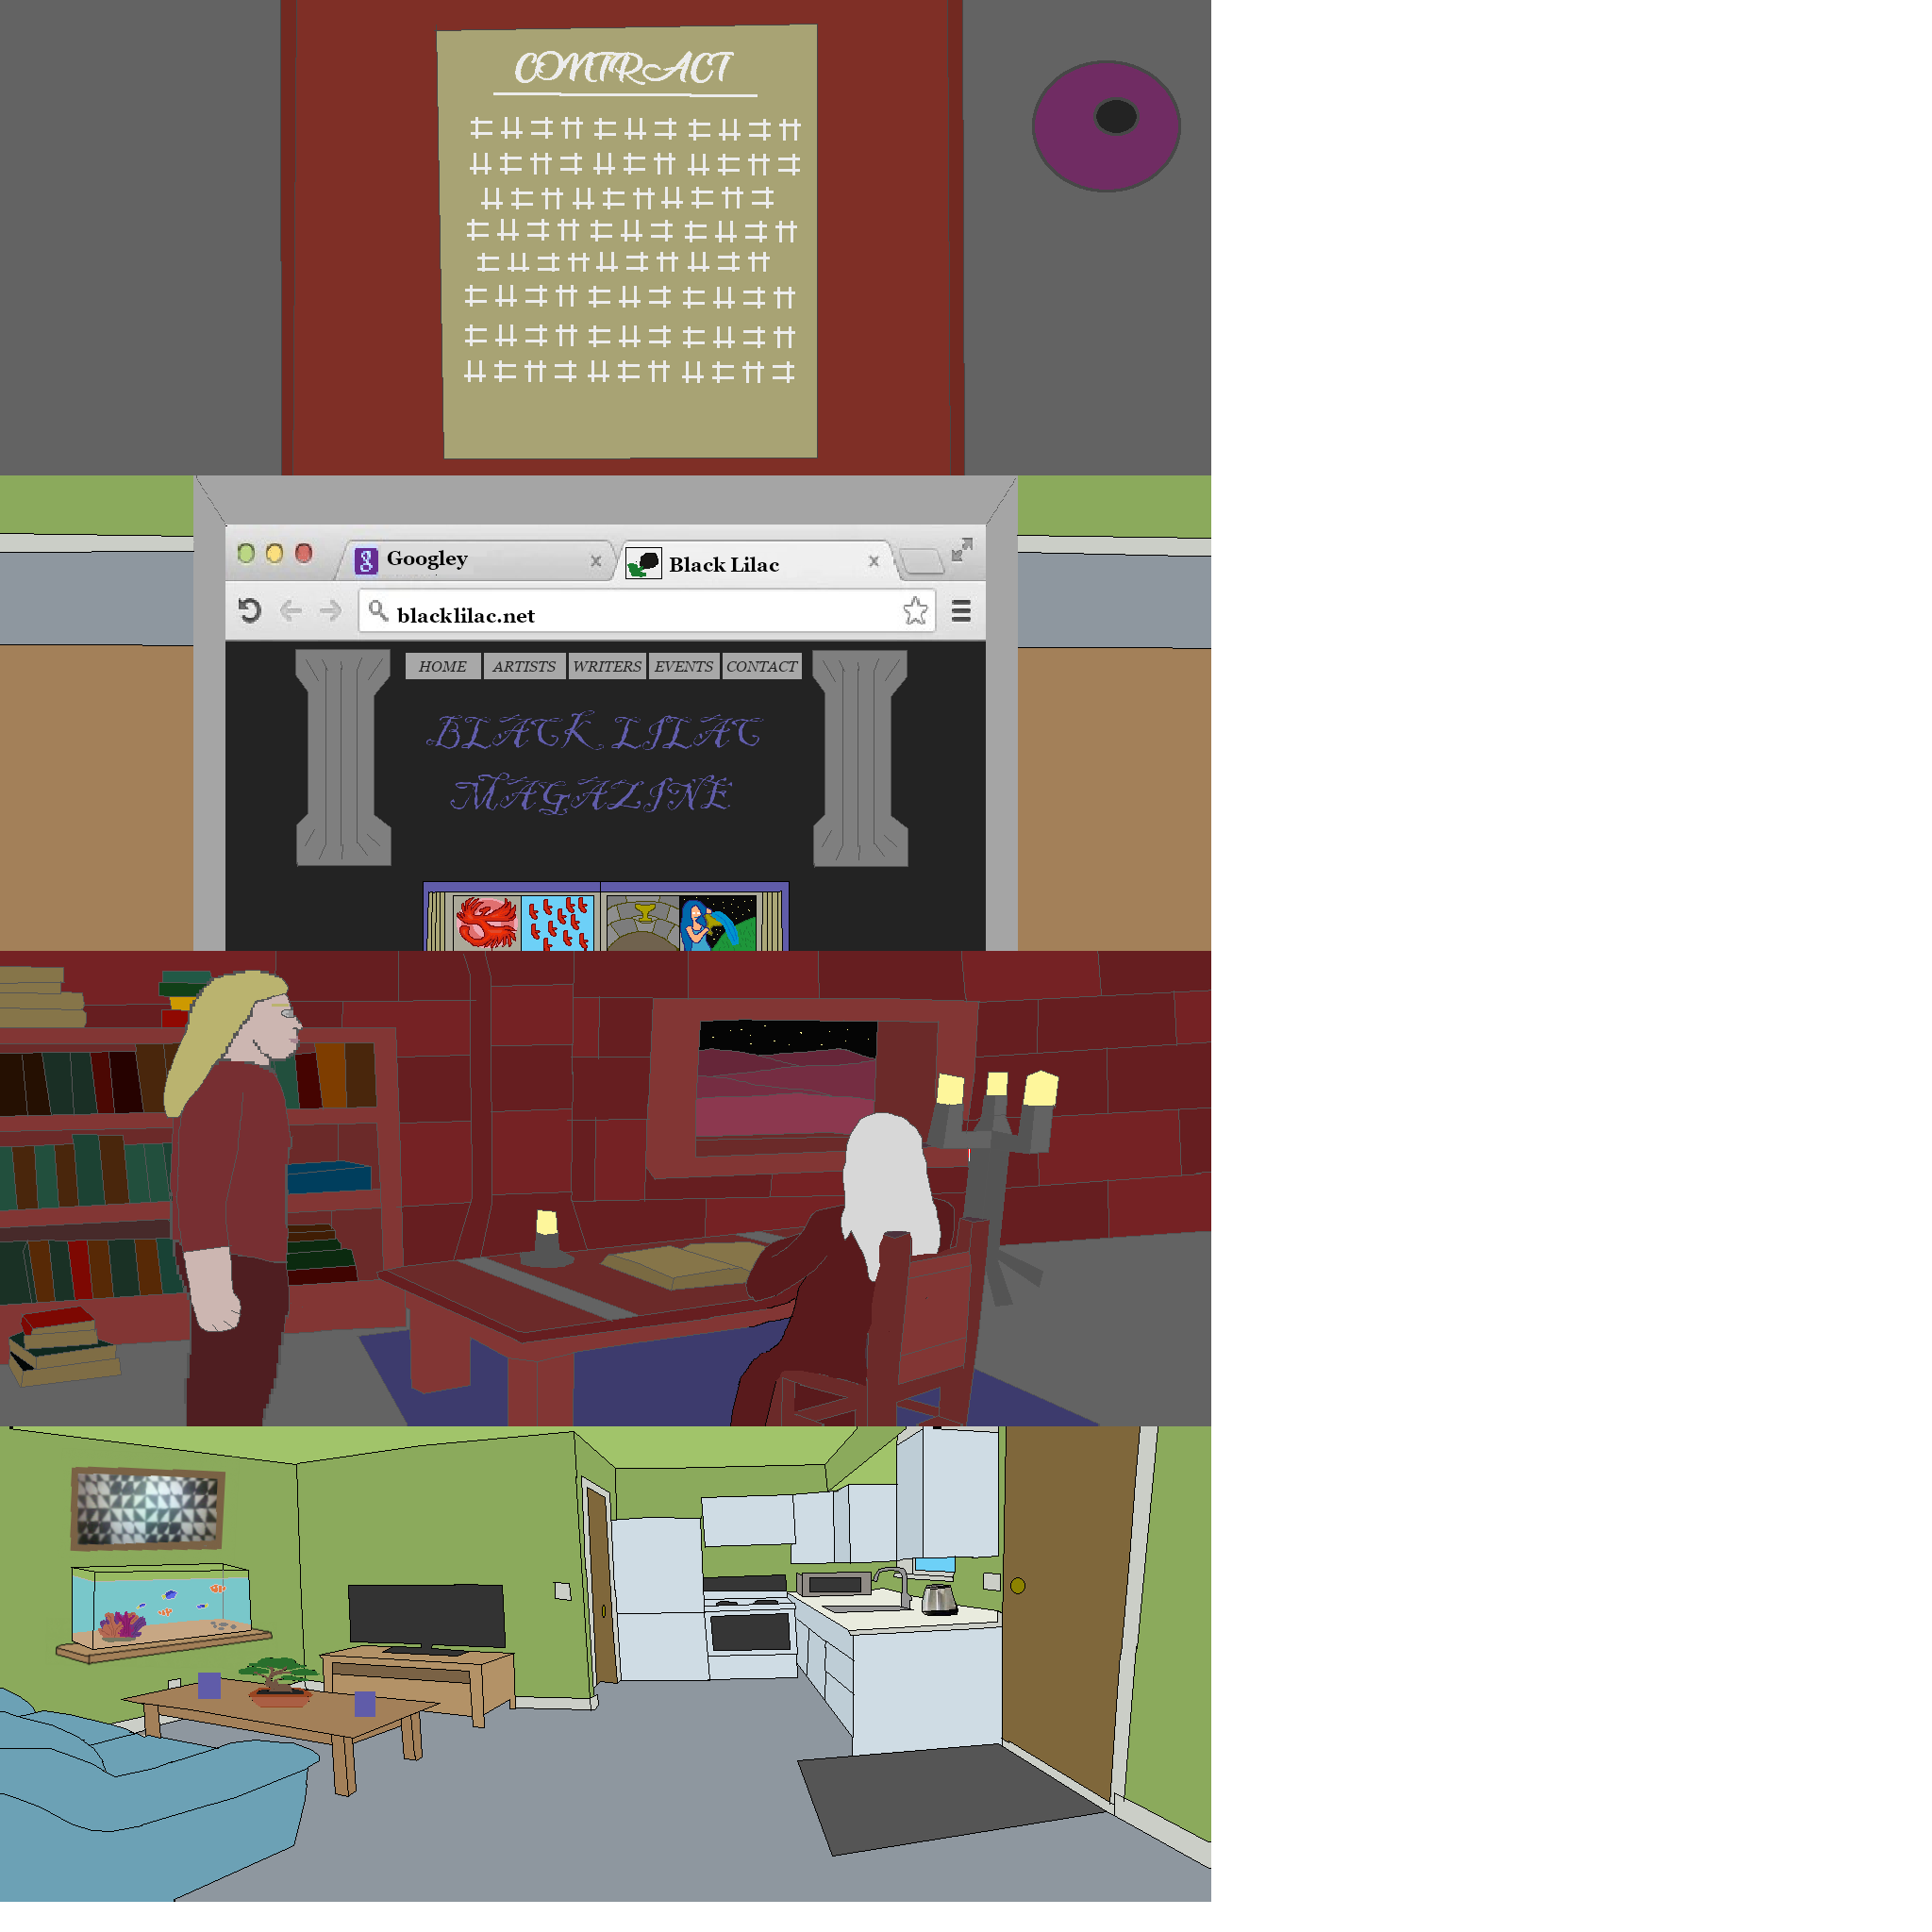 CONTRACT
Googley
Black Lilac
blacklilac.net
HOME ARTISTS WRITERS EVENTS CONTACT
BLACK LILAC
MAGAZINE